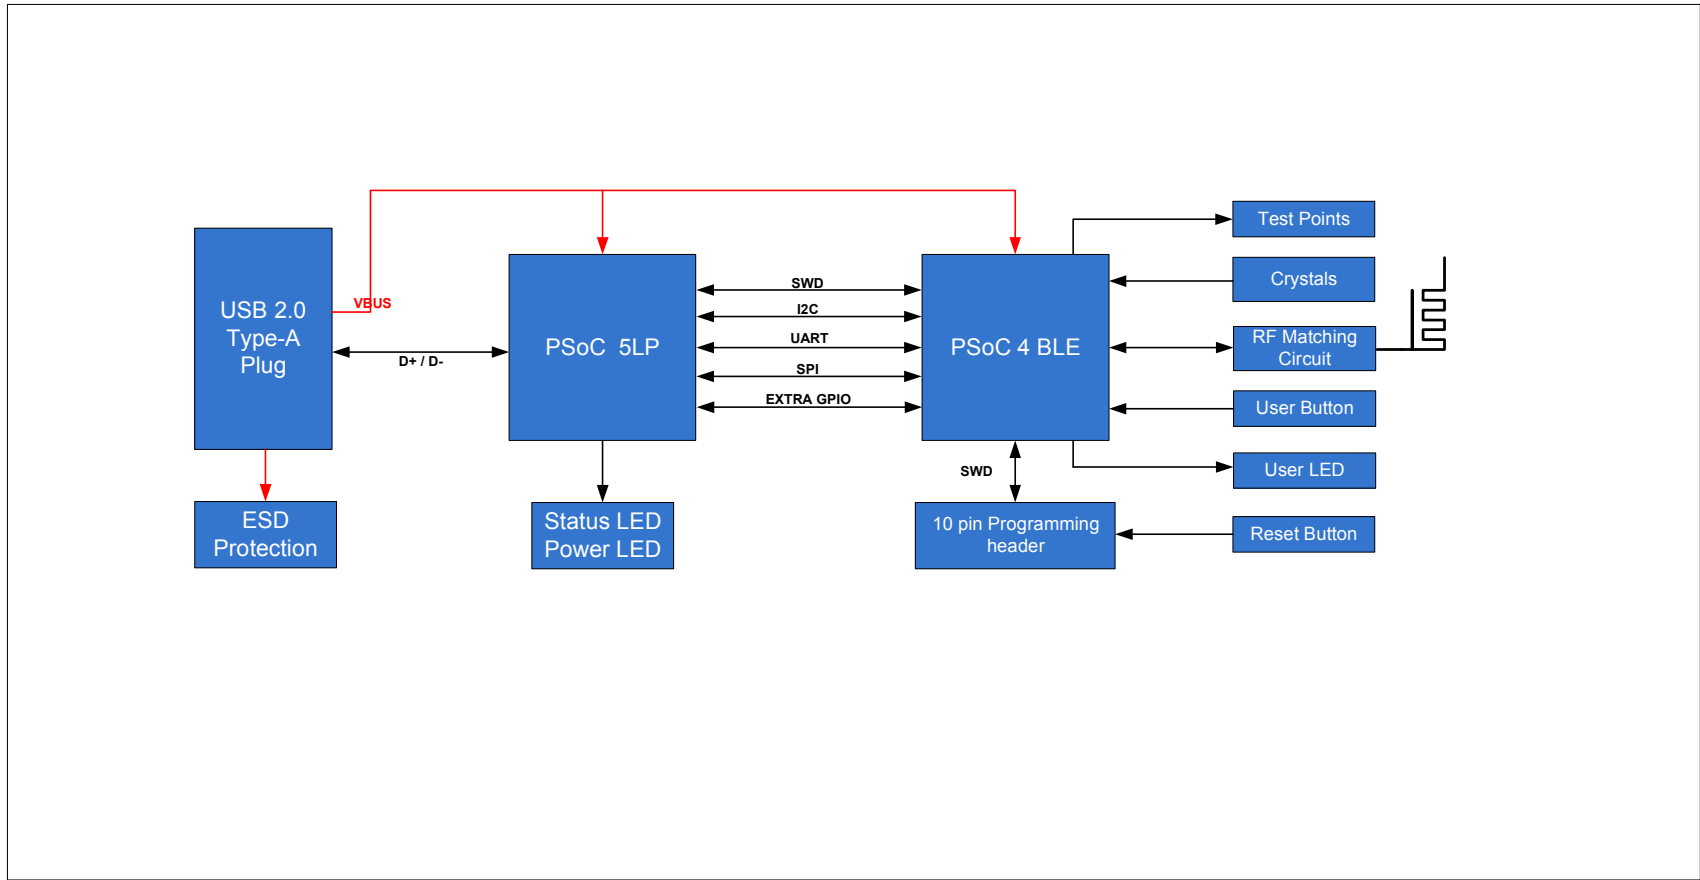 USB 2.0
Type-A
Plug
VBUS
D+ / D-
ESD
Protection
PSoC 5LP
Status LED
Power LED
SWD
I2C
UART
SPI
EXTRA GPIO
PSoC 4 BLE
SWD
10 pin Programming
header
Test Points
Crystals
RF Matching
Circuit
User Button
User LED
Reset Button